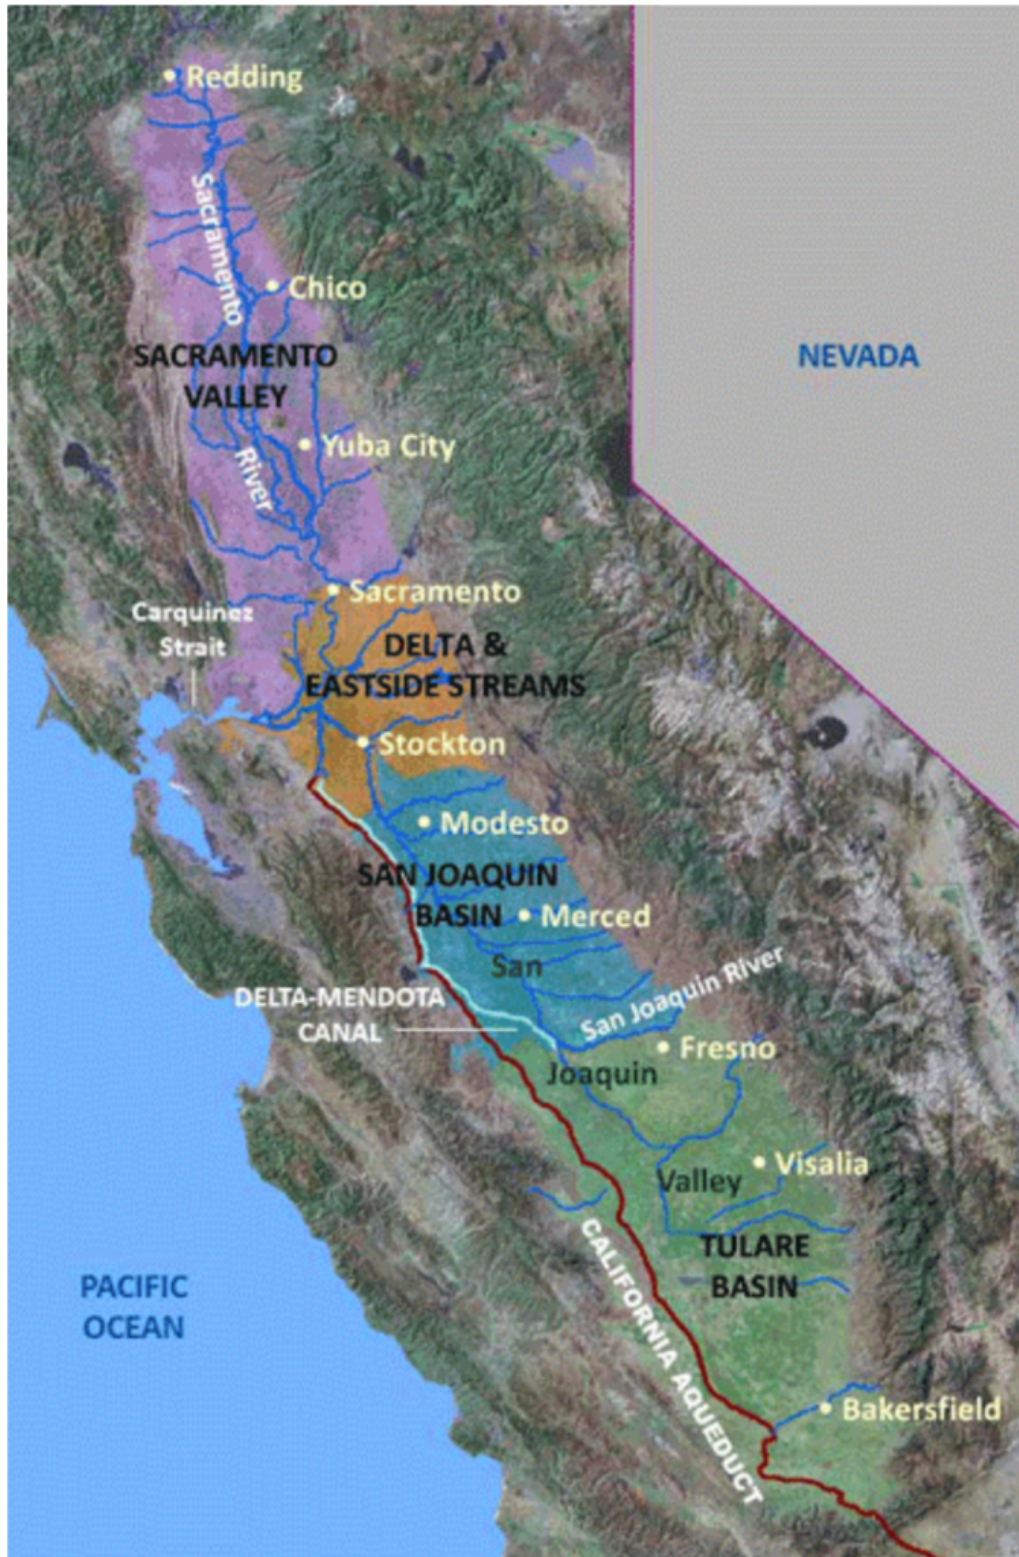 Redding
Sacramento
Chico
SACRAMENTO
VALLEY
NEVADA
Yuba City
River
Sacramento
Carquinez
Strait
DELTA &
EASTSIDE STREAMS
Stockton
Modesto
SAN JOAQUIN
BASIN
Merced
San
San Joaquin River
DELTA-MENDOTA
CANAL
Fresno
Joaquin
Visalia
Valley
CALIFORNIA AQUEDUCT
TULARE
BASIN
PACIFIC
OCEAN
Bakersfield